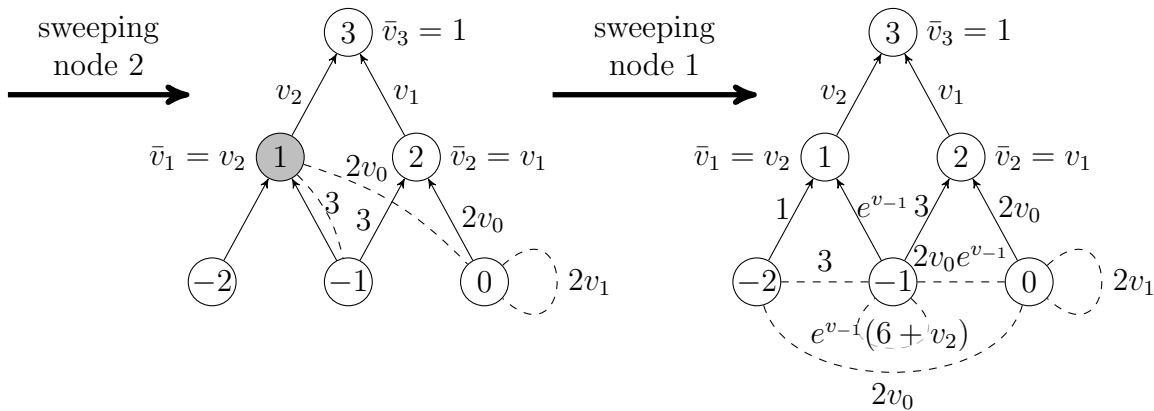 sweeping
node 2
3
v̄₃ = 1
v₂
v₁
v̄₁ = v₂
1
2
v̄₂ = v₁
2v₀
3
3
2v₀
−2
−1
0
2v₁
sweeping
node 1
3
v̄₃ = 1
v₂
v₁
v̄₁ = v₂
1
2
v̄₂ = v₁
1
e^{v₋₁}
3
2v₀
3
2v₀e^{v₋₁}
−2
−1
0
2v₁
e^{v₋₁}(6 + v₂)
2v₀